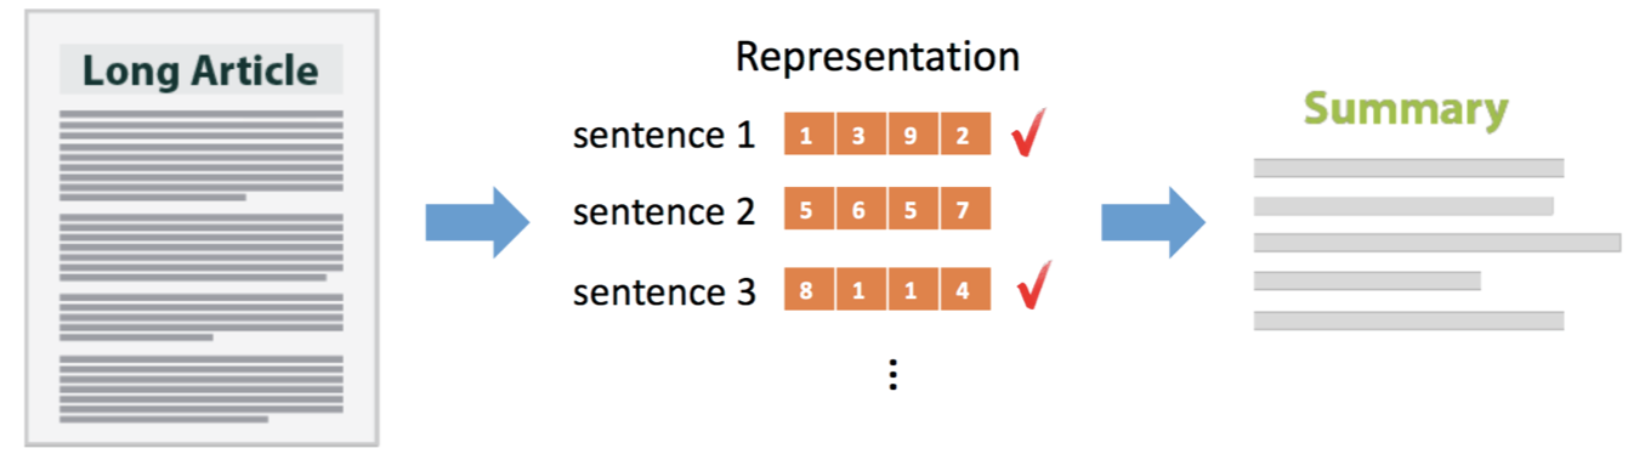 Long Article
Representation
sentence 1 1 3 9 2
sentence 2 5 6 5 7
sentence 3 8 1 1 4
Summary